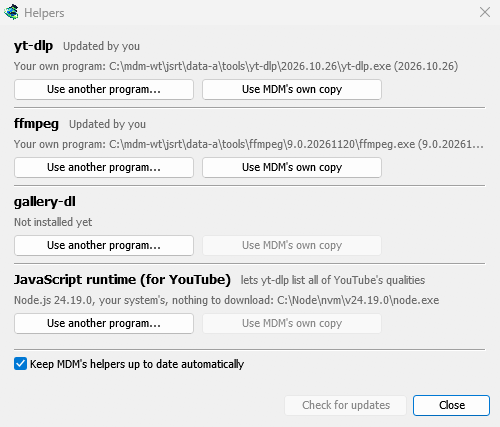 Helpers
yt-dlp Updated by you
Your own program: C:\mdm-wt\jsrt\data-a\tools\yt-dlp\2026.10.26\yt-dlp.exe (2026.10.26)
Use another program... Use MDM's own copy
ffmpeg Updated by you
Your own program: C:\mdm-wt\jsrt\data-a\tools\ffmpeg\9.0.20261120\ffmpeg.exe (9.0.20261...
Use another program... Use MDM's own copy
gallery-dl
Not installed yet
Use another program... Use MDM's own copy
JavaScript runtime (for YouTube) lets yt-dlp list all of YouTube's qualities
Node.js 24.19.0, your system's, nothing to download: C:\Node\nvm\v24.19.0\node.exe
Use another program... Use MDM's own copy
Keep MDM's helpers up to date automatically
Check for updates Close